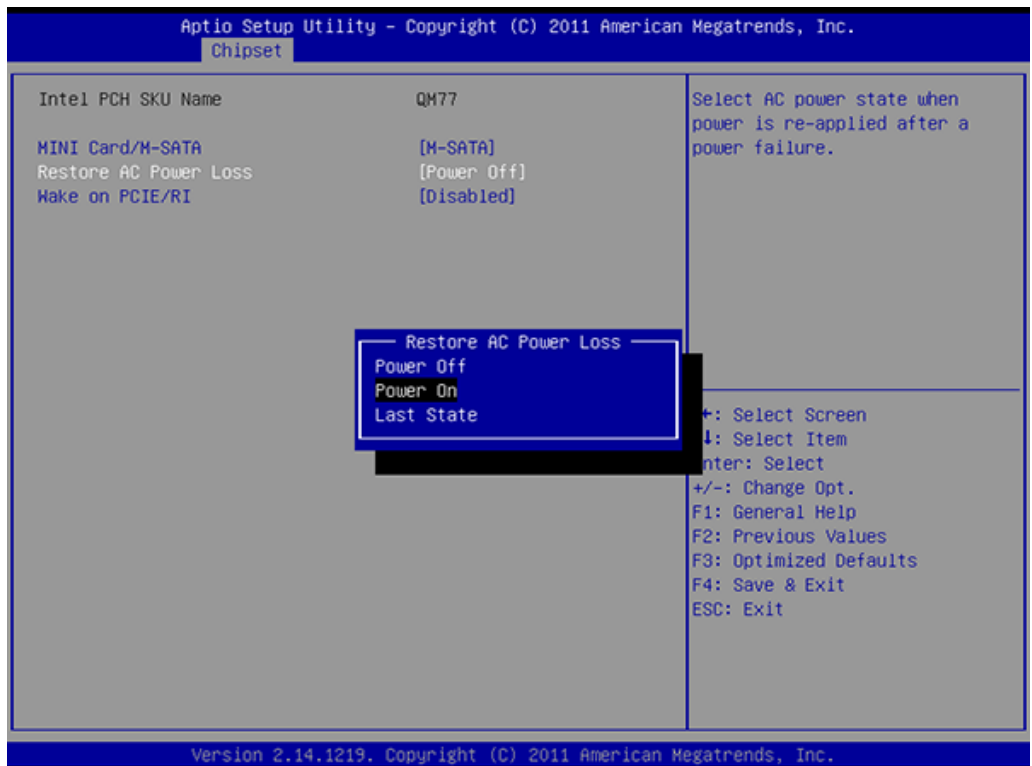 Aptio Setup Utility – Copyright (C) 2011 American Megatrends, Inc.
Chipset
Intel PCH SKU Name QM77
MINI Card/M-SATA [M-SATA]
Restore AC Power Loss [Power Off]
Wake on PCIE/RI [Disabled]
Select AC power state when
power is re-applied after a
power failure.
Restore AC Power Loss
Power Off
Power On
Last State
: Select Screen
: Select Item
nter: Select
+/-: Change Opt.
F1: General Help
F2: Previous Values
F3: Optimized Defaults
F4: Save & Exit
ESC: Exit
Version 2.14.1219. Copyright (C) 2011 American Megatrends, Inc.